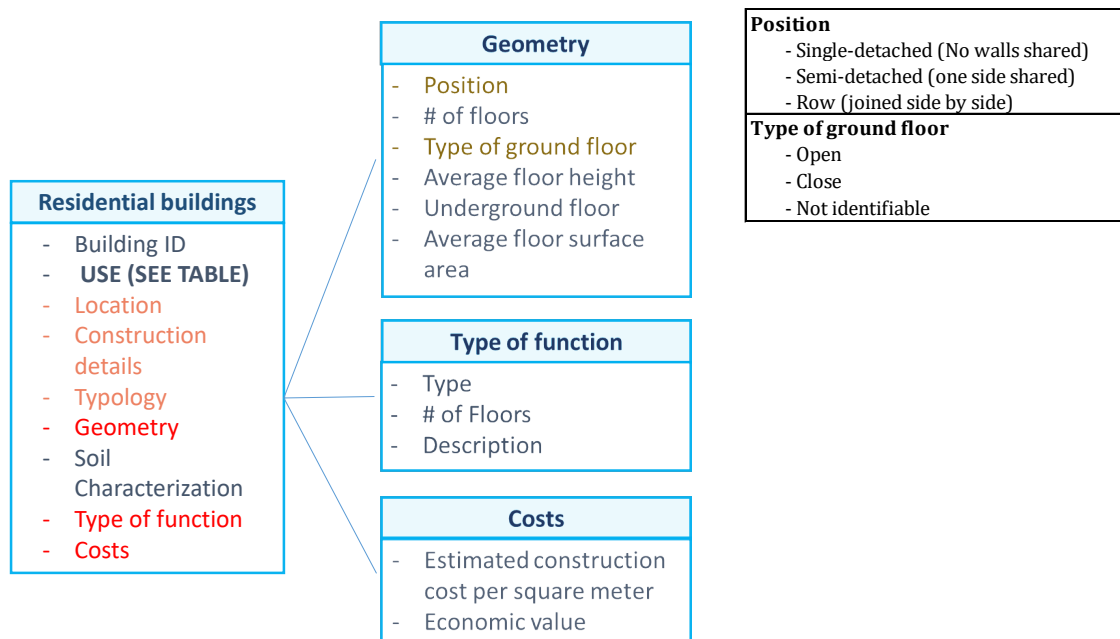 Residential buildings
- Building ID
- USE (SEE TABLE)
- Location
- Construction
details
- Typology
- Geometry
- Soil
Characterization
- Type of function
- Costs
Geometry
- Position
- # of floors
- Type of ground floor
- Average floor height
- Underground floor
- Average floor surface
area
Type of function
- Type
- # of Floors
- Description
Costs
- Estimated construction
cost per square meter
- Economic value
Position
- Single-detached (No walls shared)
- Semi-detached (one side shared)
- Row (joined side by side)
Type of ground floor
- Open
- Close
- Not identifiable